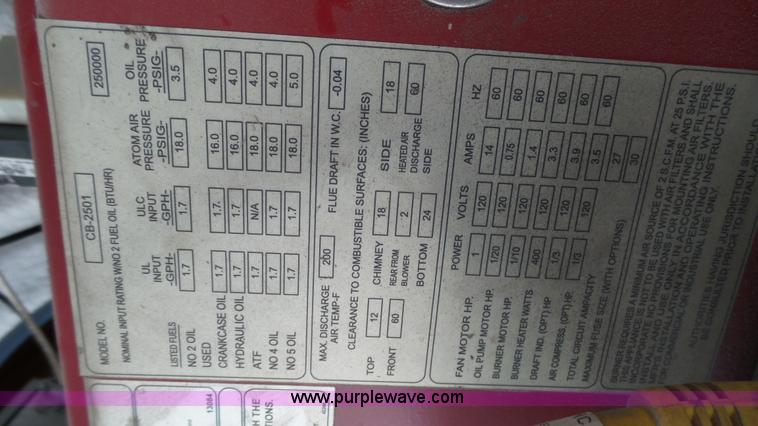 MODEL NO. CB-2501
NOMINAL INPUT RATING W/NO 2 FUEL OIL (BTU/HR) 250000
UL ULC ATOM AIR OIL
INPUT INPUT PRESSURE PRESSURE
LISTED FUELS -GPH- -GPH- -PSIG- -PSIG-
NO 2 OIL 1.7 1.7 18.0 3.5
USED
CRANKCASE OIL 1.7 1.7 16.0 4.0
HYDRAULIC OIL 1.7 1.7 16.0 4.0
ATF 1.7 N/A 18.0 4.0
NO 4 OIL 1.7 1.7 18.0 4.0
NO 5 OIL 1.7 1.7 18.0 5.0
MAX. DISCHARGE
AIR TEMP-F 200 FLUE DRAFT IN W.C. -0.04
CLEARANCE TO COMBUSTIBLE SURFACES; (INCHES)
TOP 12 CHIMNEY 18 SIDE 18
FRONT 60 REAR FROM BLOWER 2 HEATED AIR DISCHARGE SIDE 60
BOTTOM 24
POWER VOLTS AMPS HZ
FAN MOTOR HP. 1 120 14 60
OIL PUMP MOTOR HP. 1/20 120 0.75 60
BURNER MOTOR HP. 1/10 120 1.4 60
BURNER HEATER WATTS 400 120 3.3 60
DRAFT IND. (OPT.) HP 1/3 120 3.9 60
AIR COMPRESS. (OPT.) HP. 1/3 120 3.5 60
TOTAL CIRCUIT AMPACITY 27
MAXIMUM FUSE SIZE (WITH OPTIONS) 30
BURNER REQUIRES A MINIMUM AIR SOURCE OF 2 S.C.F.M. AT 25 P.S.I.
13084
www.purplewave.com